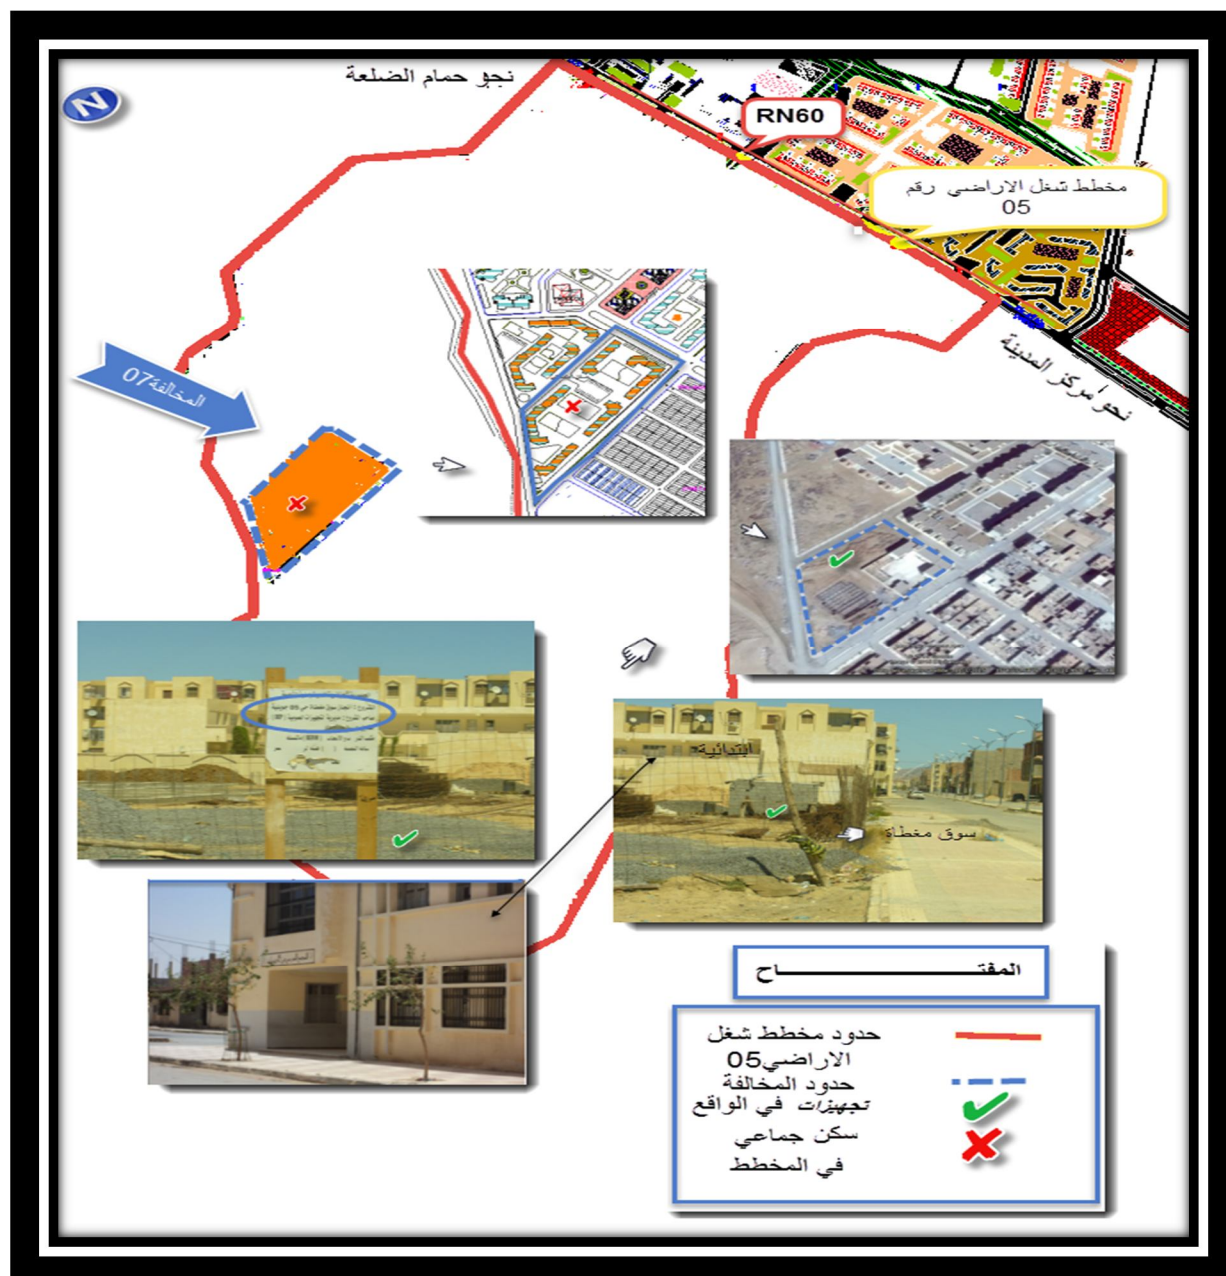 نحو حمام الضلعة
N
RN60
مخطط شغل الاراضي رقم
05
نحو مركز المدينة
المخالفة07
ابتدائية
سوق مغطاة
المفتـــــــــــــــــاح
حدود مخطط شغل
الاراضي05
حدود المخالفة
تجهيزات في الواقع
سكن جماعي
في المخطط